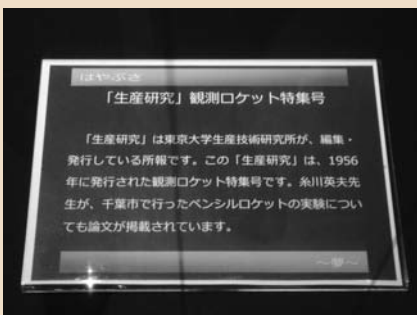 はやぶさ
「生産研究」観測ロケット特集号
「生産研究」は東京大学生産技術研究所が、編集・
発行している所報です。この「生産研究」は、1956
年に発行された観測ロケット特集号です。糸川英夫先
生が、千葉市で行ったペンシルロケットの実験につい
ても論文が掲載されています。
～夢～